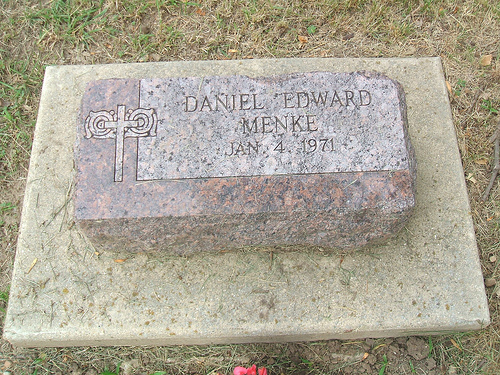 DANIEL EDWARD
MENKE
JAN. 4, 1971